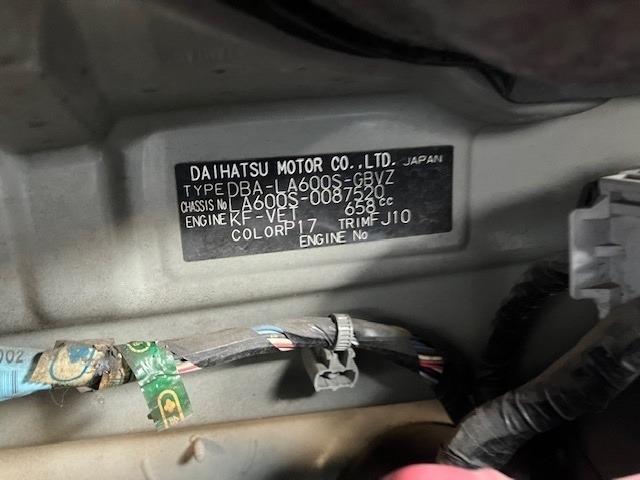 DAIHATSU MOTOR CO.,LTD. JAPAN
TYPE DBA-LA600S-GBVZ
CHASSIS No LA600S-0087520
ENGINE KF-VET 658cc
COLOR P17 TRIM FJ10
ENGINE No
002